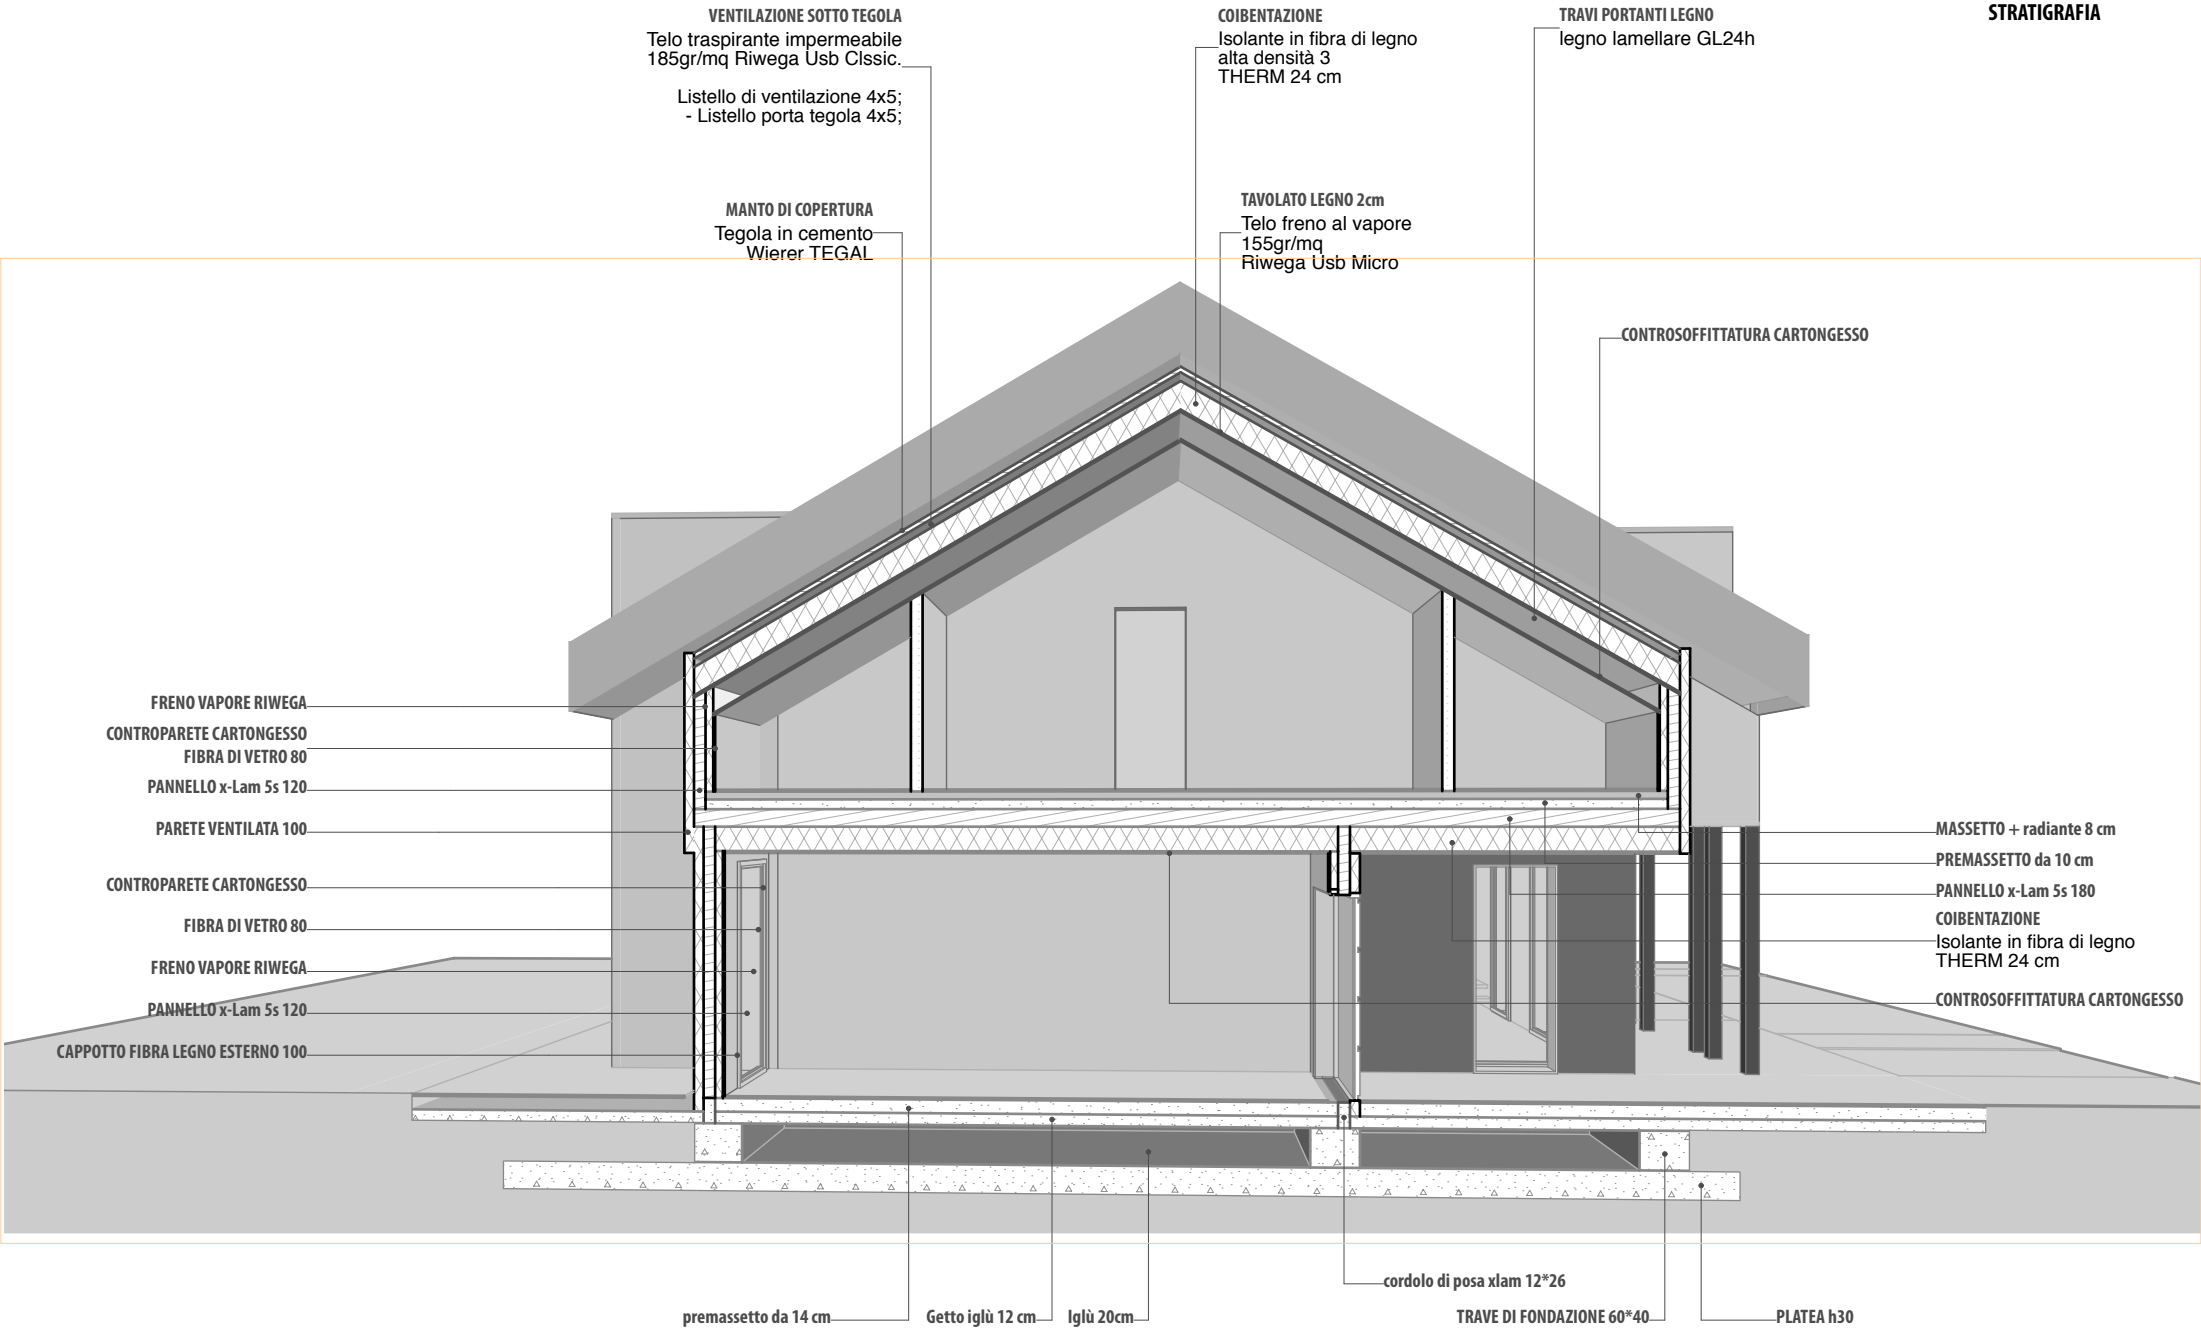 STRATIGRAFIA
VENTILAZIONE SOTTO TEGOLA
Telo traspirante impermeabile
185gr/mq Riwega Usb Clssic.
Listello di ventilazione 4x5;
- Listello porta tegola 4x5;
COIBENTAZIONE
Isolante in fibra di legno
alta densità 3
THERM 24 cm
TRAVI PORTANTI LEGNO
legno lamellare GL24h
MANTO DI COPERTURA
Tegola in cemento
Wierer TEGAL
TAVOLATO LEGNO 2cm
Telo freno al vapore
155gr/mq
Riwega Usb Micro
CONTROSOFFITTATURA CARTONGESSO
FRENO VAPORE RIWEGA
CONTROPARETE CARTONGESSO
FIBRA DI VETRO 80
PANNELLO x-Lam 5s 120
PARETE VENTILATA 100
CONTROPARETE CARTONGESSO
FIBRA DI VETRO 80
FRENO VAPORE RIWEGA
PANNELLO x-Lam 5s 120
CAPPOTTO FIBRA LEGNO ESTERNO 100
MASSETTO + radiante 8 cm
PREMASSETTO da 10 cm
PANNELLO x-Lam 5s 180
COIBENTAZIONE
Isolante in fibra di legno
THERM 24 cm
CONTROSOFFITTATURA CARTONGESSO
cordolo di posa xlam 12*26
premassetto da 14 cm
Getto iglù 12 cm
Iglù 20cm
TRAVE DI FONDAZIONE 60*40
PLATEA h30